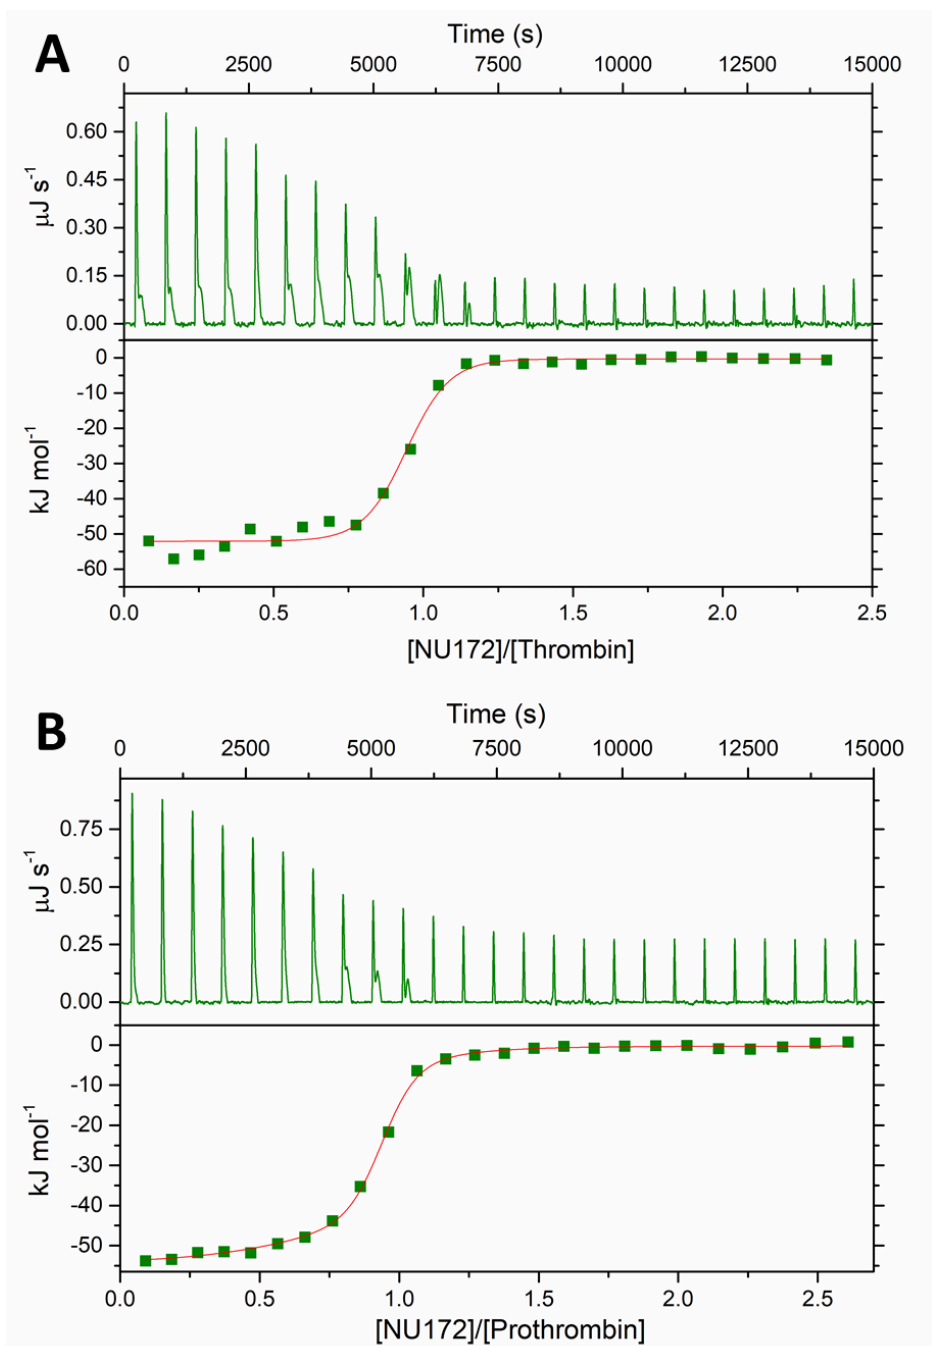 A
Time (s)
0 2500 5000 7500 10000 12500 15000
0.60
0.45
0.30
0.15
0.00
µJ s⁻¹
0
-10
-20
-30
-40
-50
-60
kJ mol⁻¹
0.0 0.5 1.0 1.5 2.0 2.5
[NU172]/[Thrombin]
B
Time (s)
0 2500 5000 7500 10000 12500 15000
0.75
0.50
0.25
0.00
µJ s⁻¹
0
-10
-20
-30
-40
-50
kJ mol⁻¹
0.0 0.5 1.0 1.5 2.0 2.5
[NU172]/[Prothrombin]